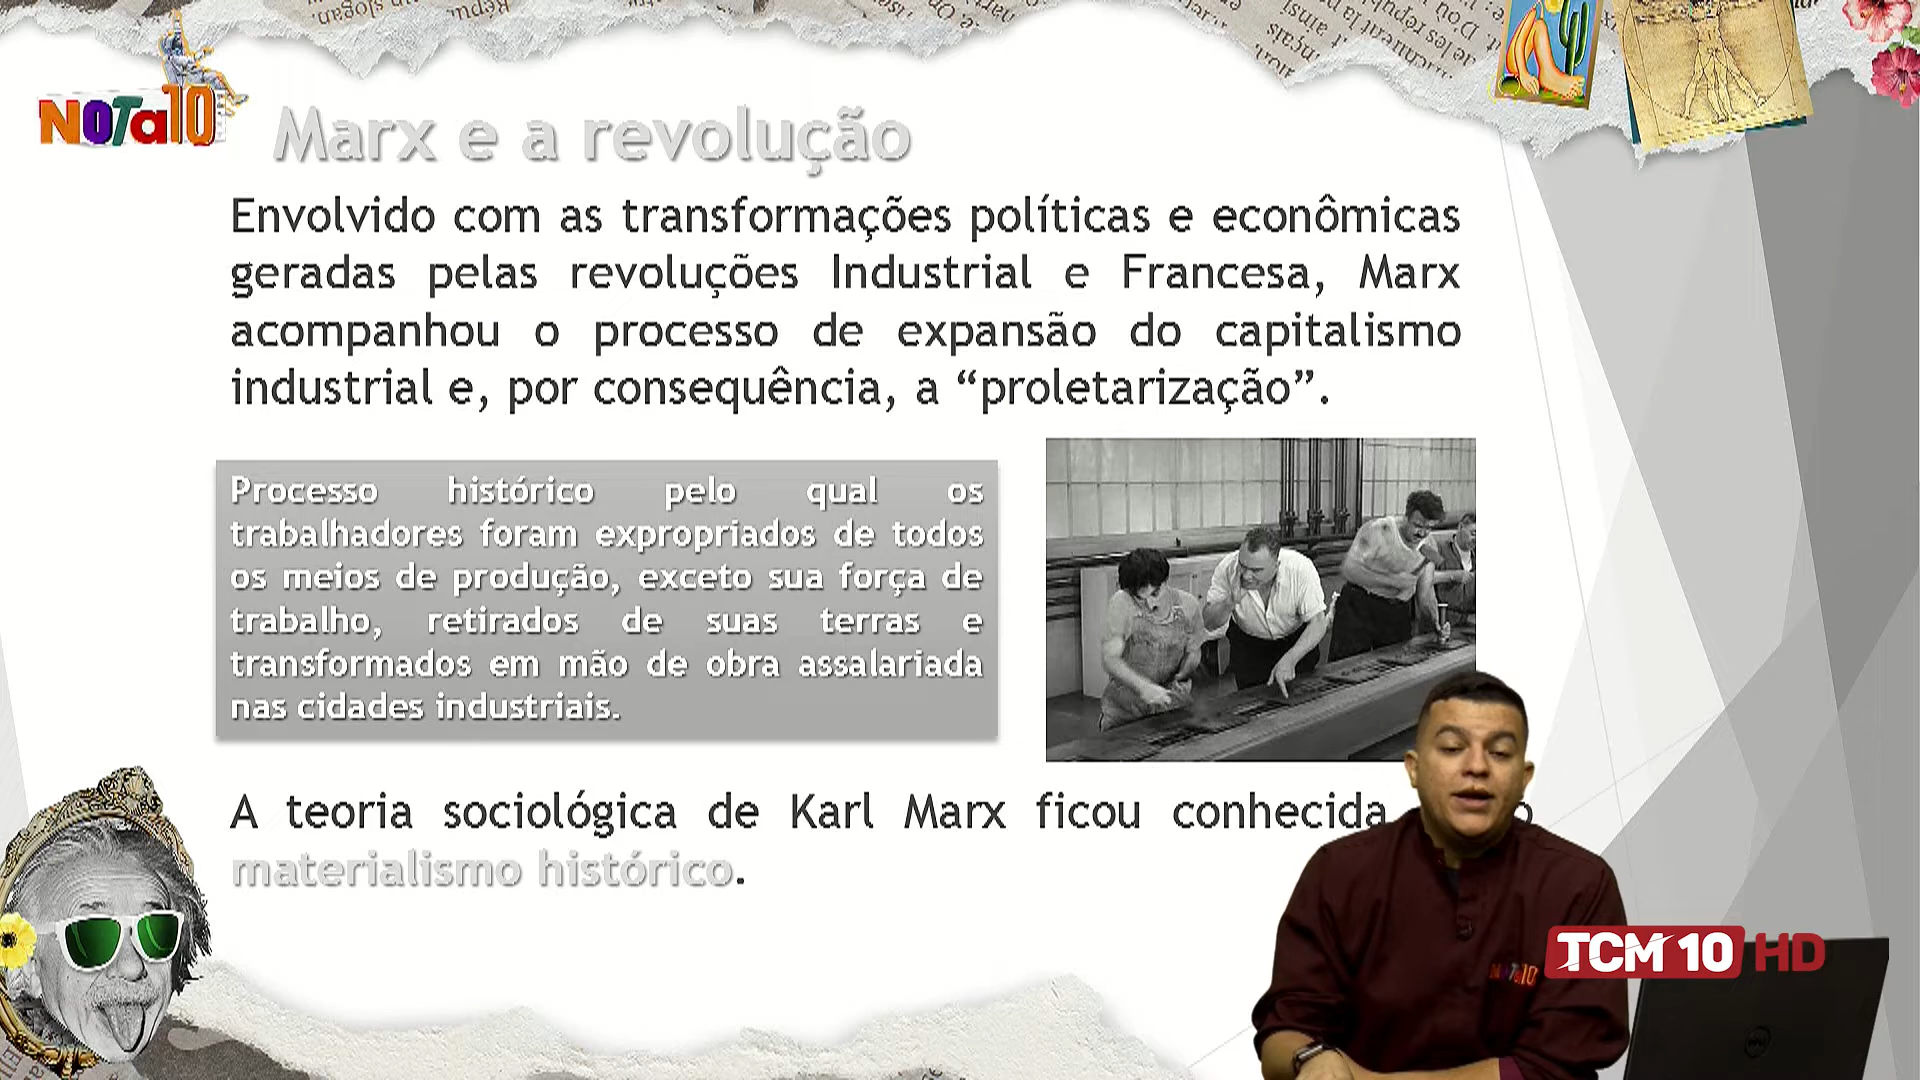 NOTa10
Marx e a revolução
Envolvido com as transformações políticas e econômicas
geradas pelas revoluções Industrial e Francesa, Marx
acompanhou o processo de expansão do capitalismo
industrial e, por consequência, a “proletarização”.
Processo histórico pelo qual os
trabalhadores foram expropriados de todos
os meios de produção, exceto sua força de
trabalho, retirados de suas terras e
transformados em mão de obra assalariada
nas cidades industriais.
A teoria sociológica de Karl Marx ficou conhecida
materialismo histórico.
NOTa10
TCM 10 HD
DELL